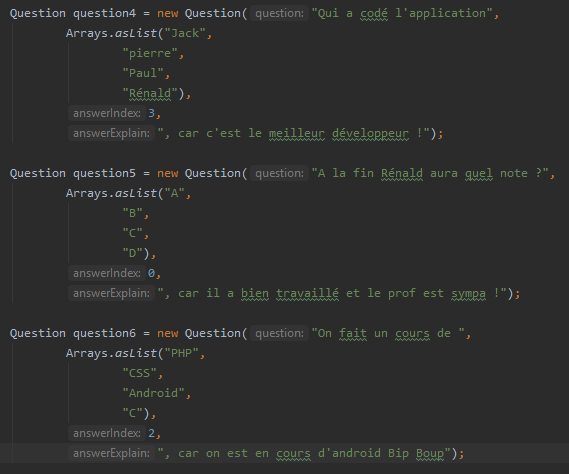 Question question4 = new Question( question: "Qui a codé l'application",
Arrays.asList("Jack",
"pierre",
"Paul",
"Rénald"),
answerIndex: 3,
answerExplain: ", car c'est le meilleur développeur !");
Question question5 = new Question( question: "A la fin Rénald aura quel note ?",
Arrays.asList("A",
"B",
"C",
"D"),
answerIndex: 0,
answerExplain: ", car il a bien travaillé et le prof est sympa !");
Question question6 = new Question( question: "On fait un cours de ",
Arrays.asList("PHP",
"CSS",
"Android",
"C"),
answerIndex: 2,
answerExplain: ", car on est en cours d'android Bip Boup");